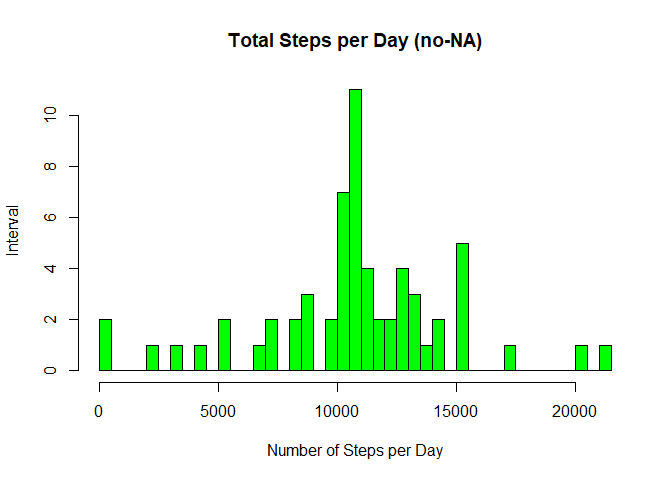 Total Steps per Day (no-NA)
Interval
10
8
6
4
2
0
0 5000 10000 15000 20000
Number of Steps per Day